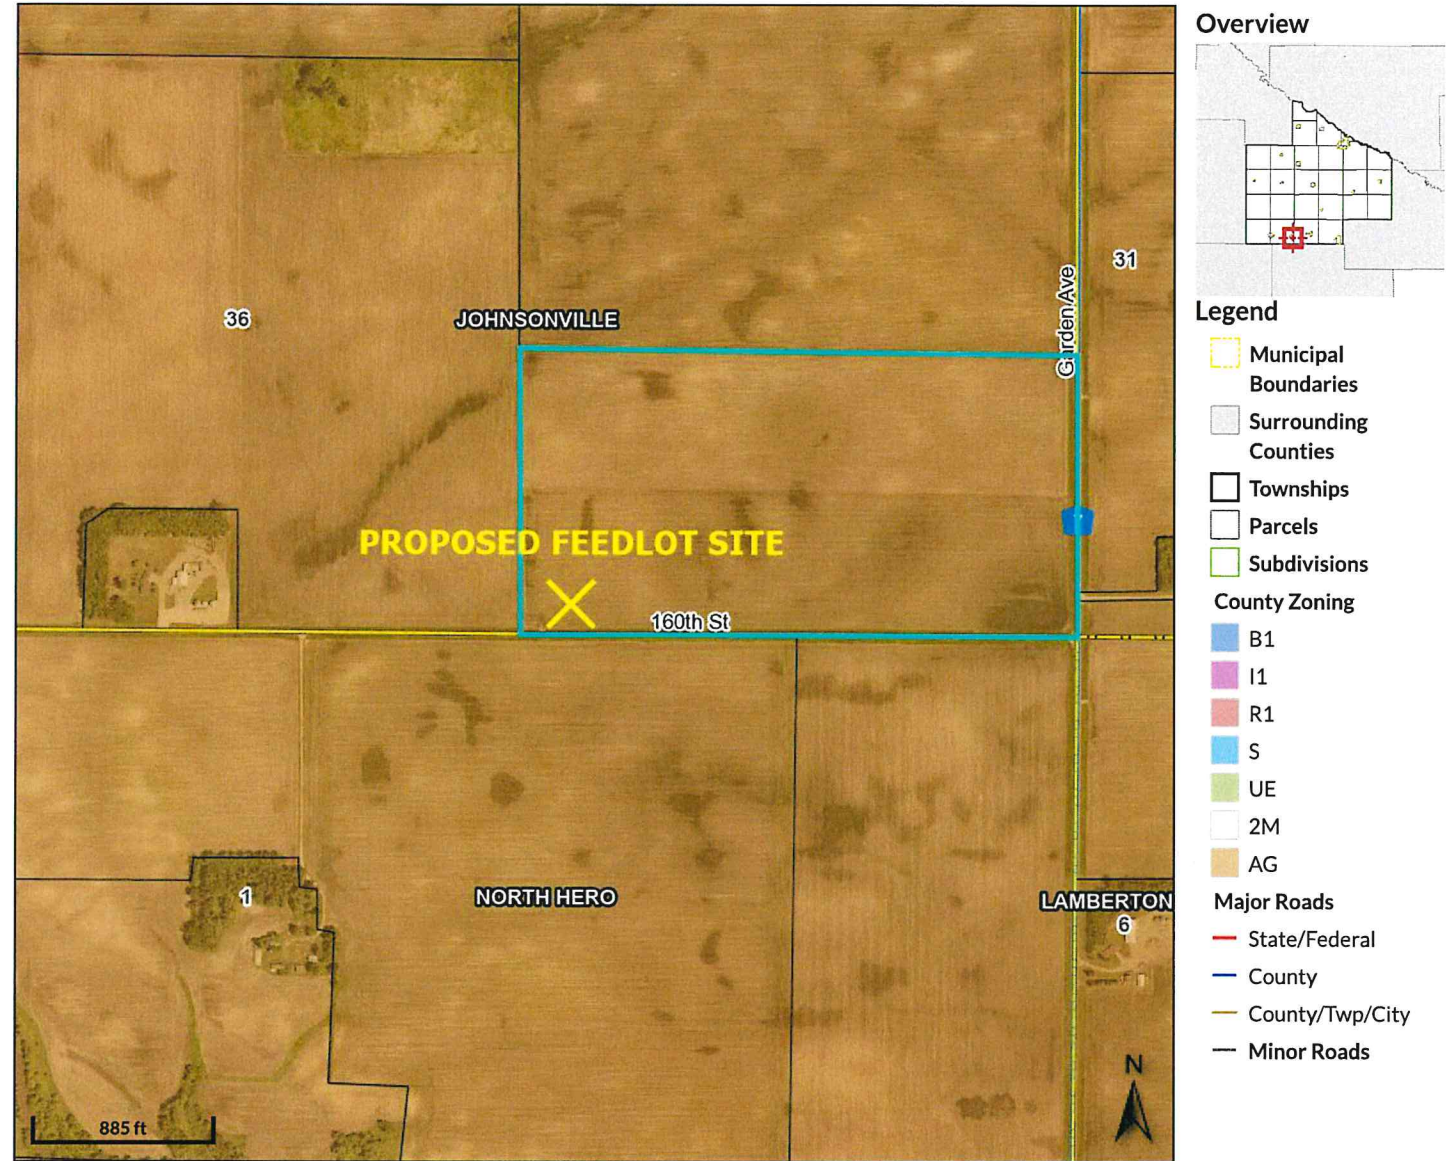 Overview
36
JOHNSONVILLE
Garden Ave
31
PROPOSED FEEDLOT SITE
160th St
1
NORTH HERO
LAMBERTON
6
885 ft
N
Legend
Municipal
Boundaries
Surrounding
Counties
Townships
Parcels
Subdivisions
County Zoning
B1
I1
R1
S
UE
2M
AG
Major Roads
State/Federal
County
County/Twp/City
Minor Roads